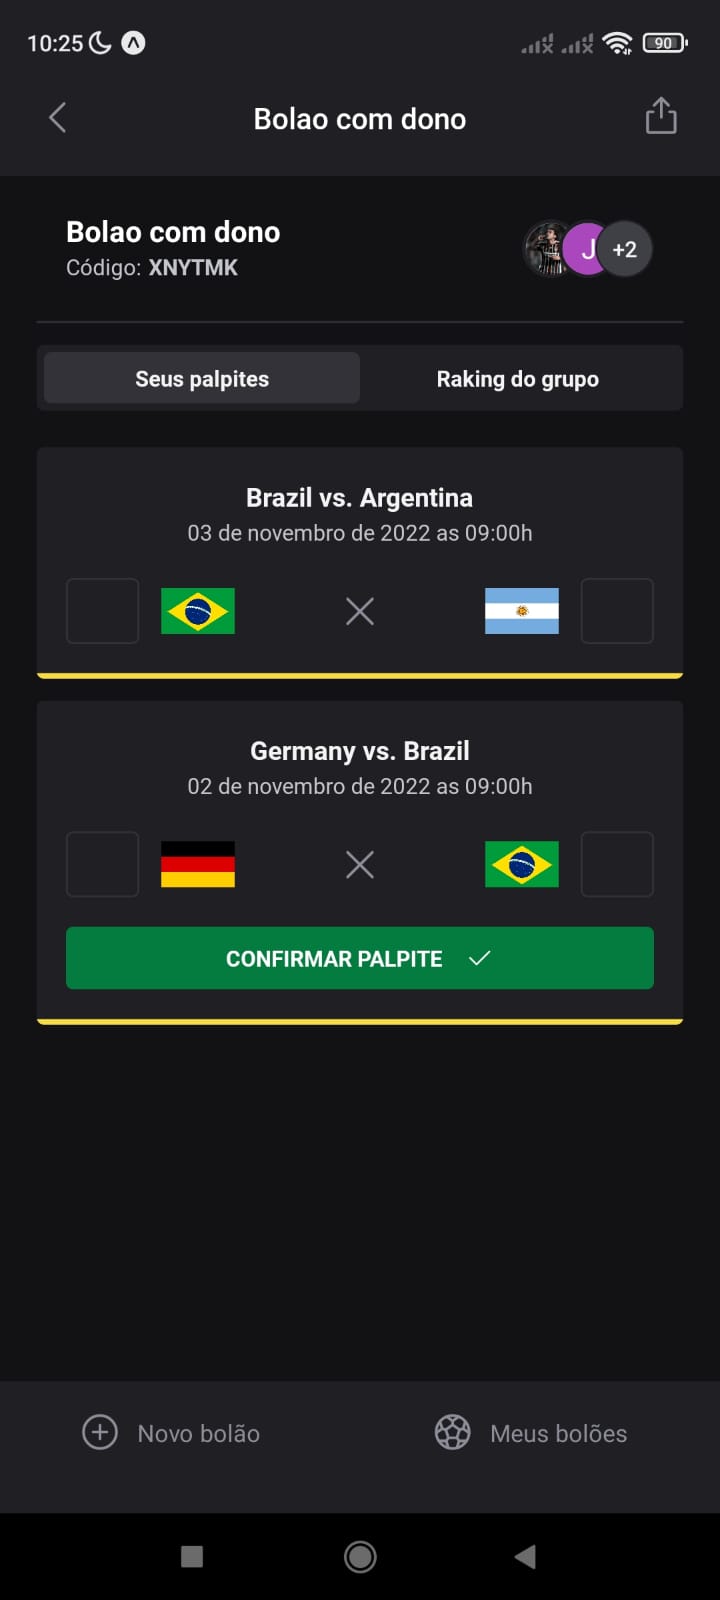 10:25
90
Bolao com dono
Bolao com dono
Código: XNYTMK
J
+2
Seus palpites
Raking do grupo
Brazil vs. Argentina
03 de novembro de 2022 as 09:00h
Germany vs. Brazil
02 de novembro de 2022 as 09:00h
CONFIRMAR PALPITE
Novo bolão
Meus bolões